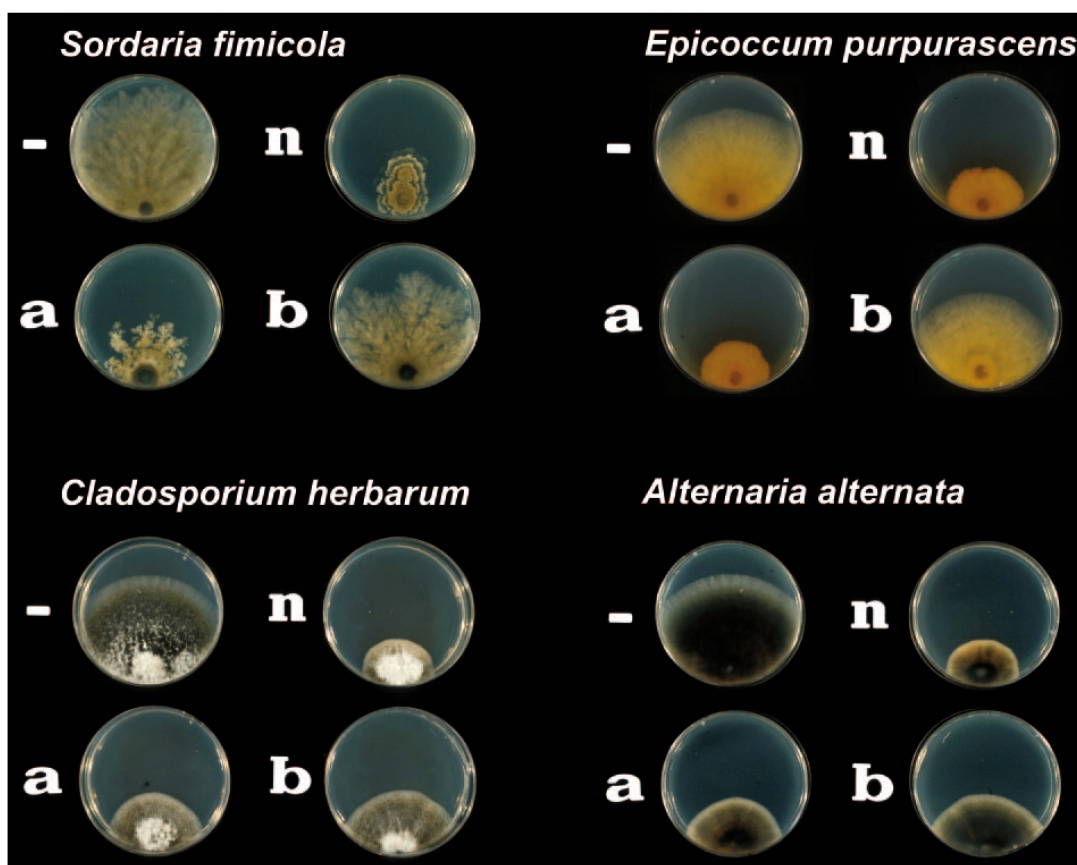 Sordaria fimicola
- n
a b
Epicoccum purpurascens
- n
a b
Cladosporium herbarum
- n
a b
Alternaria alternata
- n
a b